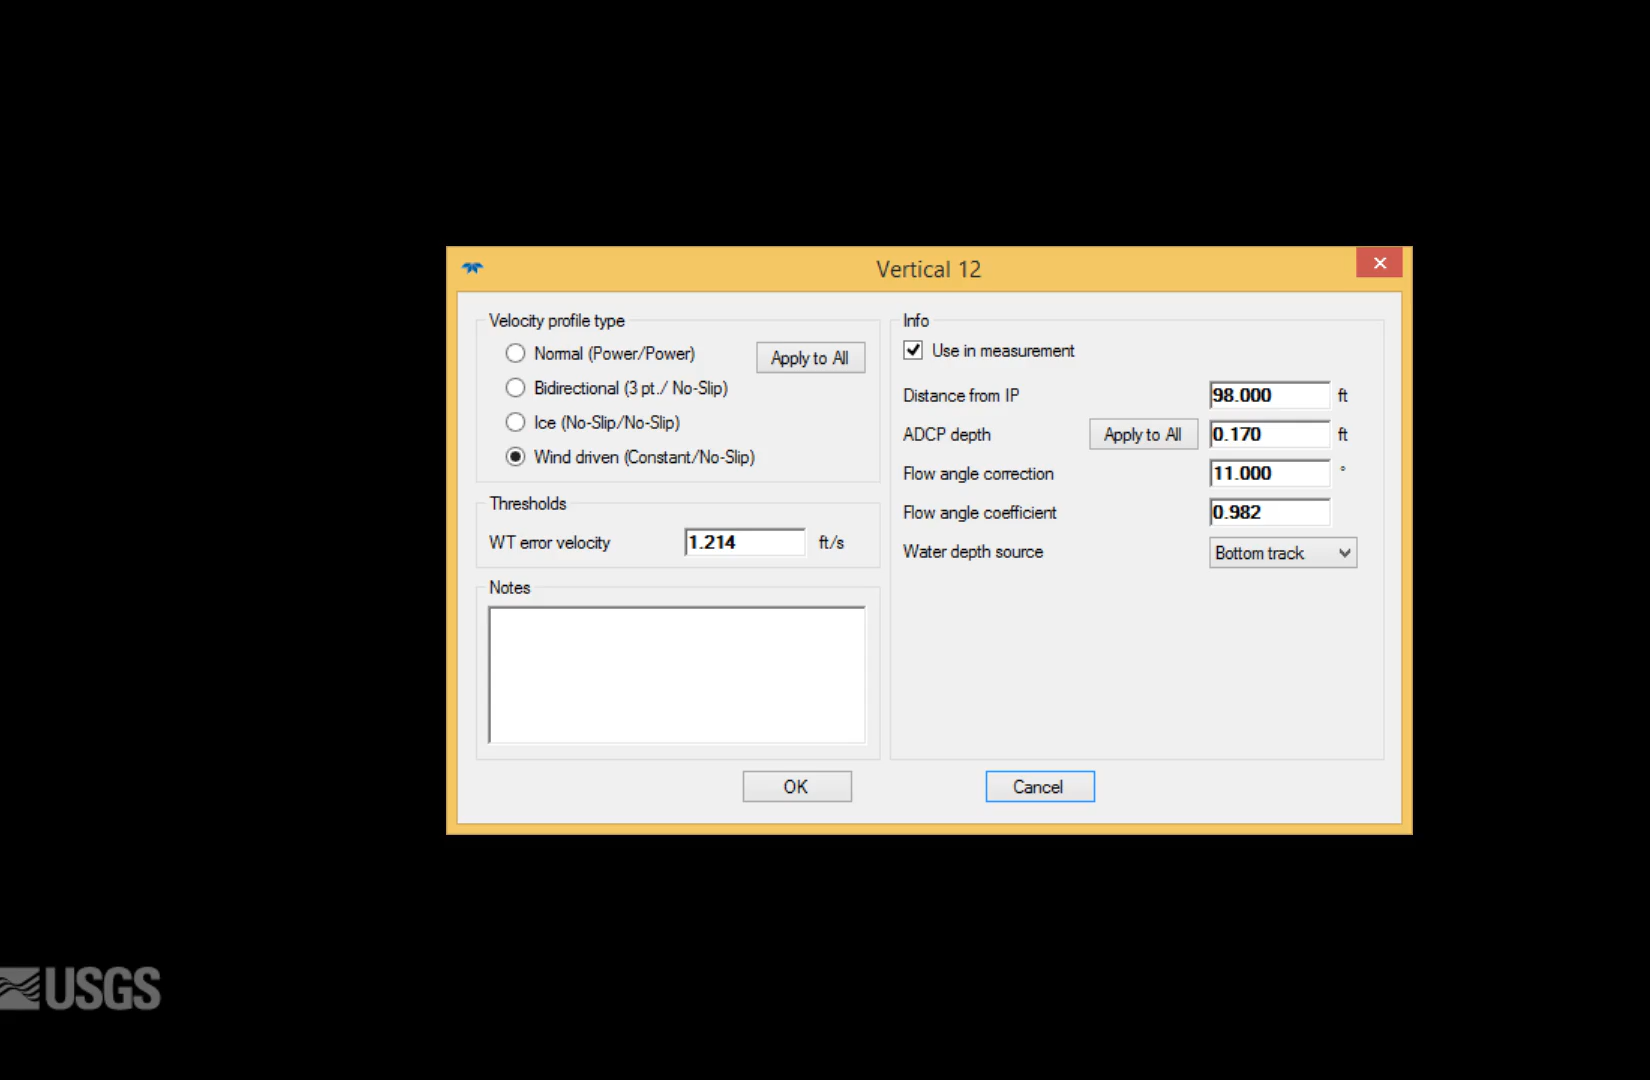 Vertical 12
Velocity profile type
Normal (Power/Power)
Apply to All
Bidirectional (3 pt./ No-Slip)
Ice (No-Slip/No-Slip)
Wind driven (Constant/No-Slip)
Thresholds
WT error velocity 1.214 ft/s
Notes
Info
Use in measurement
Distance from IP 98.000 ft
ADCP depth Apply to All 0.170 ft
Flow angle correction 11.000 °
Flow angle coefficient 0.982
Water depth source Bottom track
OK Cancel
USGS